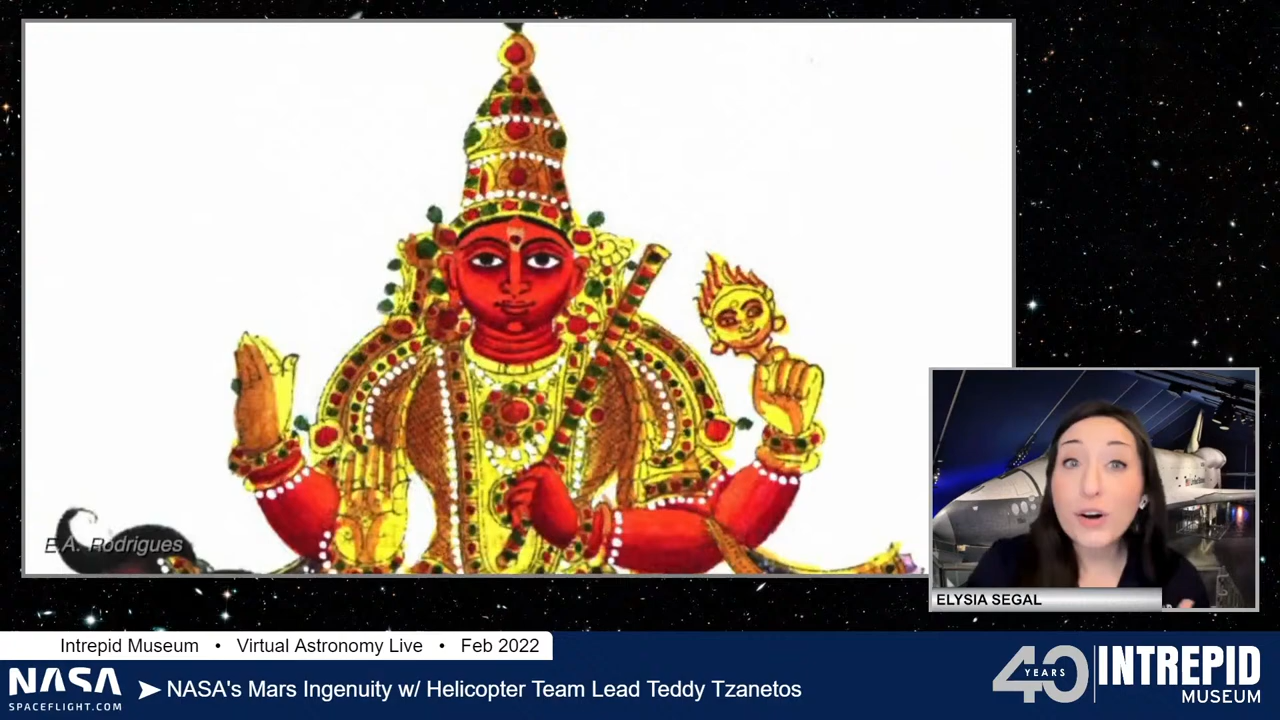 E.A. Rodrigues
ELYSIA SEGAL
Intrepid Museum • Virtual Astronomy Live • Feb 2022
NASA
SPACEFLIGHT.COM
➤ NASA's Mars Ingenuity w/ Helicopter Team Lead Teddy Tzanetos
40
YEARS
INTREPID
MUSEUM